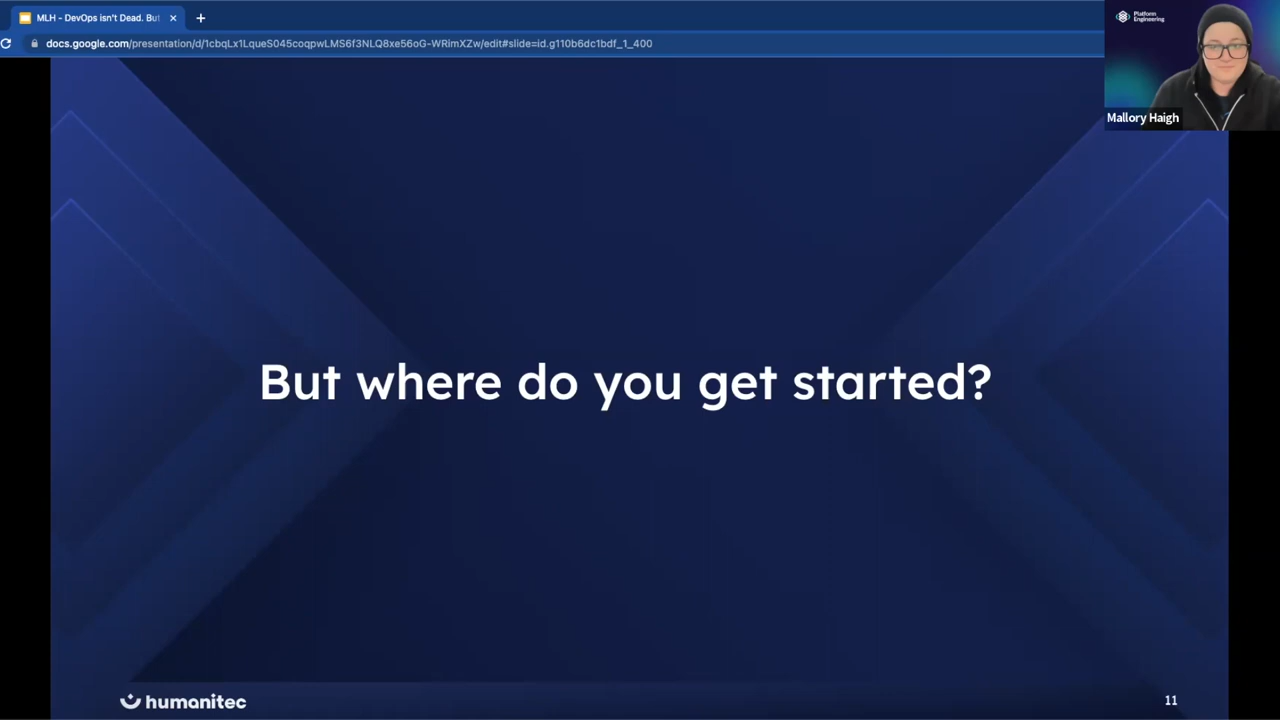 MLH - DevOps isn't Dead. But
docs.google.com/presentation/d/1cbqLx1LqueS045coqpwLMS6f3NLQ8xe56oG-WRimXZw/edit#slide=id.g110b6dc1bdf_1_400
Platform
Engineering
Mallory Haigh
But where do you get started?
humanitec
11